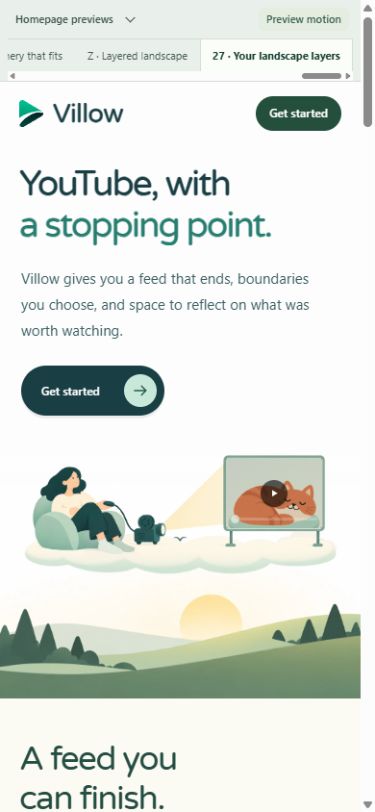 Homepage previews
Preview motion
nery that fits
Z · Layered landscape
27 · Your landscape layers
Villow
Get started
YouTube, with
a stopping point.
Villow gives you a feed that ends, boundaries
you choose, and space to reflect on what was
worth watching.
Get started
A feed you
can finish.